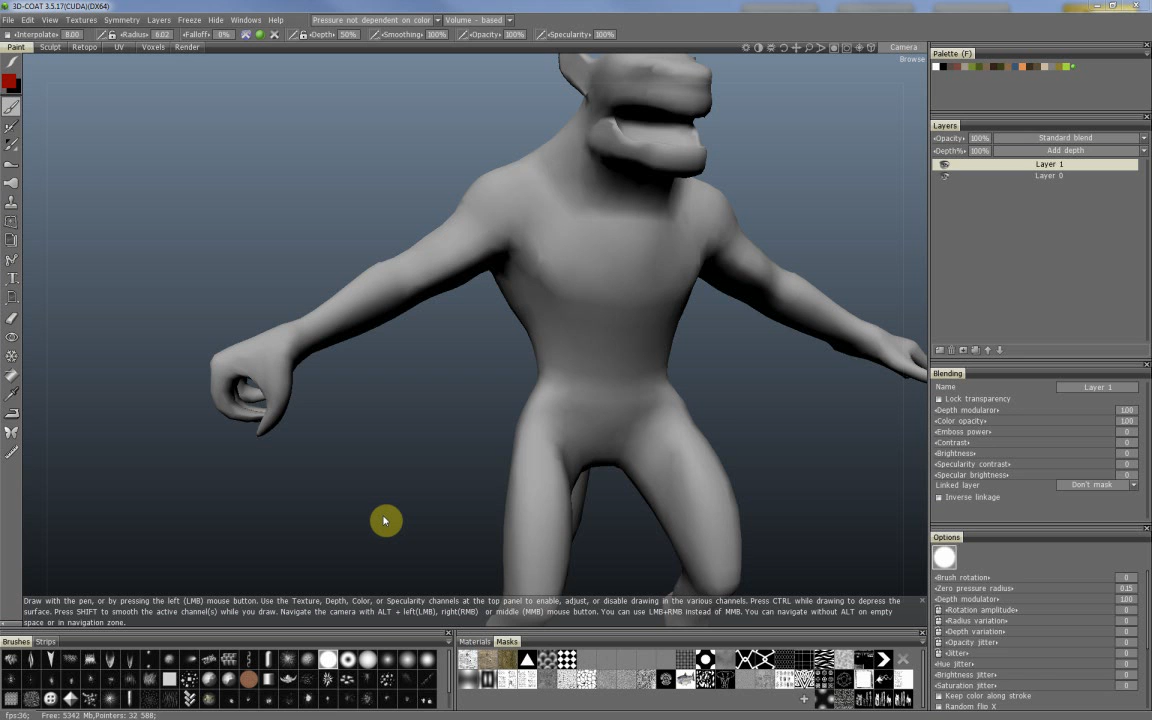 3D-COAT 3.5.17(CUDA)(DX64)
File Edit View Textures Symmetry Layers Freeze Hide Windows Help Pressure not dependent on color Volume - based
Interpolate 8.00 Radius 6.02 Falloff 0% Depth 50% Smoothing 100% Opacity 100% Specularity 100%
Paint Sculpt Retopo UV Voxels Render Camera
Browse
Palette (F)
Layers
Opacity 100% Standard blend
Depth% 100% Add depth
Layer 1
Layer 0
Blending
Name Layer 1
Lock transparency
Depth modulator 1.00
Color opacity 1.00
Emboss power 0
Contrast 0
Brightness 0
Specularity contrast 0
Specular brightness 0
Linked layer Don't mask
Inverse linkage
Options
Brush rotation 0
Zero pressure radius 0.15
Depth modulator 1.00
Rotation amplitude 0
Radius variation 0
Depth variation 0
Opacity jitter 0
Jitter 0
Hue jitter 0
Brightness jitter 0
Saturation jitter 0
Keep color along stroke
Random flip X
Draw with the pen, or by pressing the left (LMB) mouse button. Use the Texture, Depth, Color, or Specularity channels at the top panel to enable, adjust, or disable drawing in the various channels. Press CTRL while drawing to depress the
surface. Press SHIFT to smooth the active channel(s) while you draw. Navigate the camera with ALT + left(LMB), right(RMB) or middle (MMB) mouse button. You can use LMB+RMB instead of MMB. You can navigate without ALT on empty
space or in navigation zone.
Brushes Strips
Materials Masks
fps:36; Free: 5342 Mb,Pointers: 32 588;